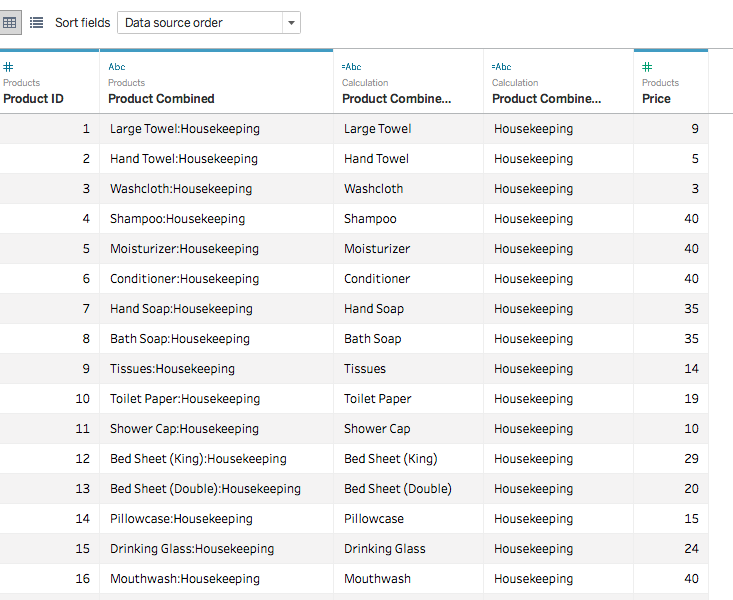 Sort fields Data source order
# Abc =Abc =Abc #
Products Products Calculation Calculation Products
Product ID Product Combined Product Combine... Product Combine... Price
1 Large Towel:Housekeeping Large Towel Housekeeping 9
2 Hand Towel:Housekeeping Hand Towel Housekeeping 5
3 Washcloth:Housekeeping Washcloth Housekeeping 3
4 Shampoo:Housekeeping Shampoo Housekeeping 40
5 Moisturizer:Housekeeping Moisturizer Housekeeping 40
6 Conditioner:Housekeeping Conditioner Housekeeping 40
7 Hand Soap:Housekeeping Hand Soap Housekeeping 35
8 Bath Soap:Housekeeping Bath Soap Housekeeping 35
9 Tissues:Housekeeping Tissues Housekeeping 14
10 Toilet Paper:Housekeeping Toilet Paper Housekeeping 19
11 Shower Cap:Housekeeping Shower Cap Housekeeping 10
12 Bed Sheet (King):Housekeeping Bed Sheet (King) Housekeeping 29
13 Bed Sheet (Double):Housekeeping Bed Sheet (Double) Housekeeping 20
14 Pillowcase:Housekeeping Pillowcase Housekeeping 15
15 Drinking Glass:Housekeeping Drinking Glass Housekeeping 24
16 Mouthwash:Housekeeping Mouthwash Housekeeping 40